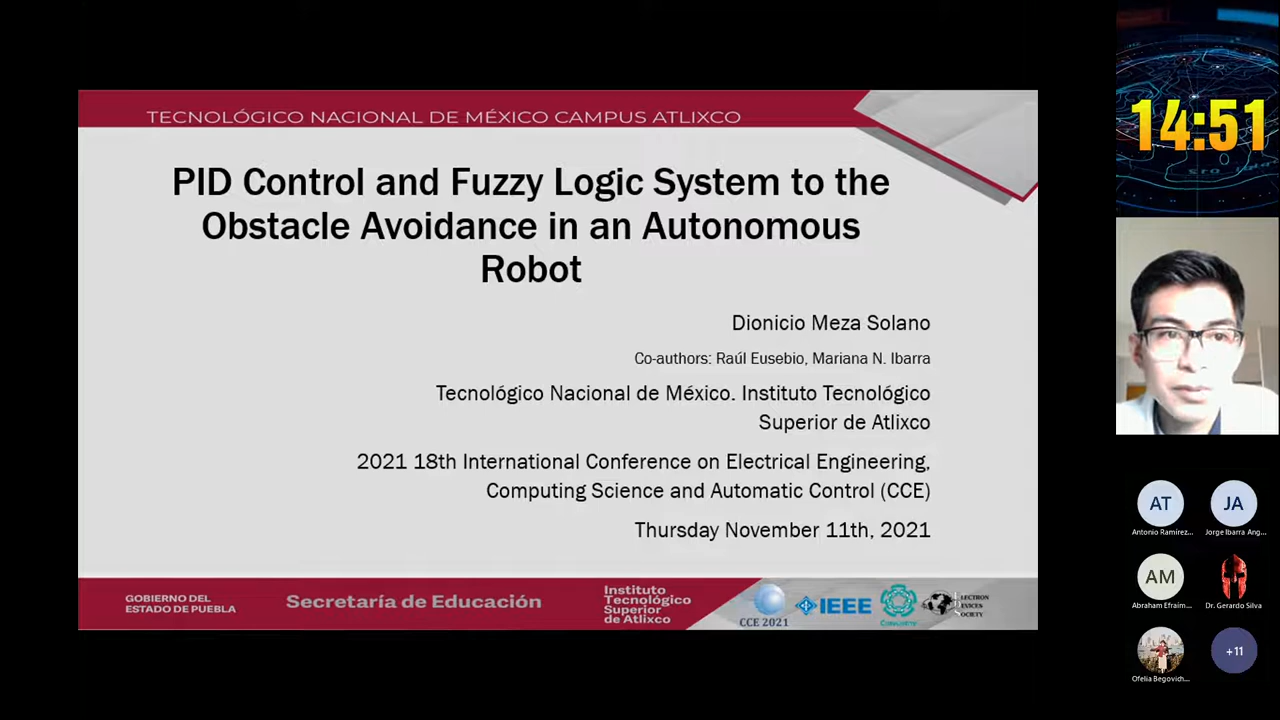 TECNOLÓGICO NACIONAL DE MÉXICO CAMPUS ATLIXCO
PID Control and Fuzzy Logic System to the
Obstacle Avoidance in an Autonomous
Robot
Dionicio Meza Solano
Co-authors: Raúl Eusebio, Mariana N. Ibarra
Tecnológico Nacional de México. Instituto Tecnológico
Superior de Atlixco
2021 18th International Conference on Electrical Engineering,
Computing Science and Automatic Control (CCE)
Thursday November 11th, 2021
GOBIERNO DEL
ESTADO DE PUEBLA
Secretaría de Educación
Instituto
Tecnológico
Superior
de Atlixco
CCE 2021
IEEE
LECTRON
EVICES
OCIETY
14:51
AT
JA
Antonio Ramírez...
Jorge Ibarra Ang...
AM
Abraham Efraím...
Dr. Gerardo Silva
+11
Ofelia Begovich...